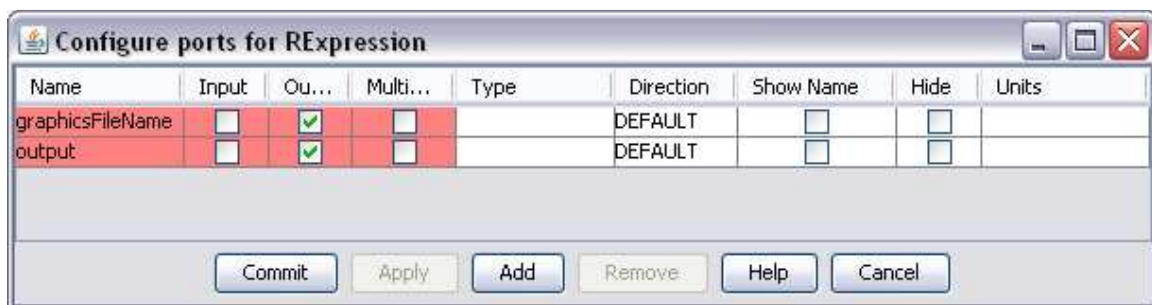 Configure ports for RExpression
Name Input Ou... Multi... Type Direction Show Name Hide Units
graphicsFileName DEFAULT
output DEFAULT
Commit Apply Add Remove Help Cancel